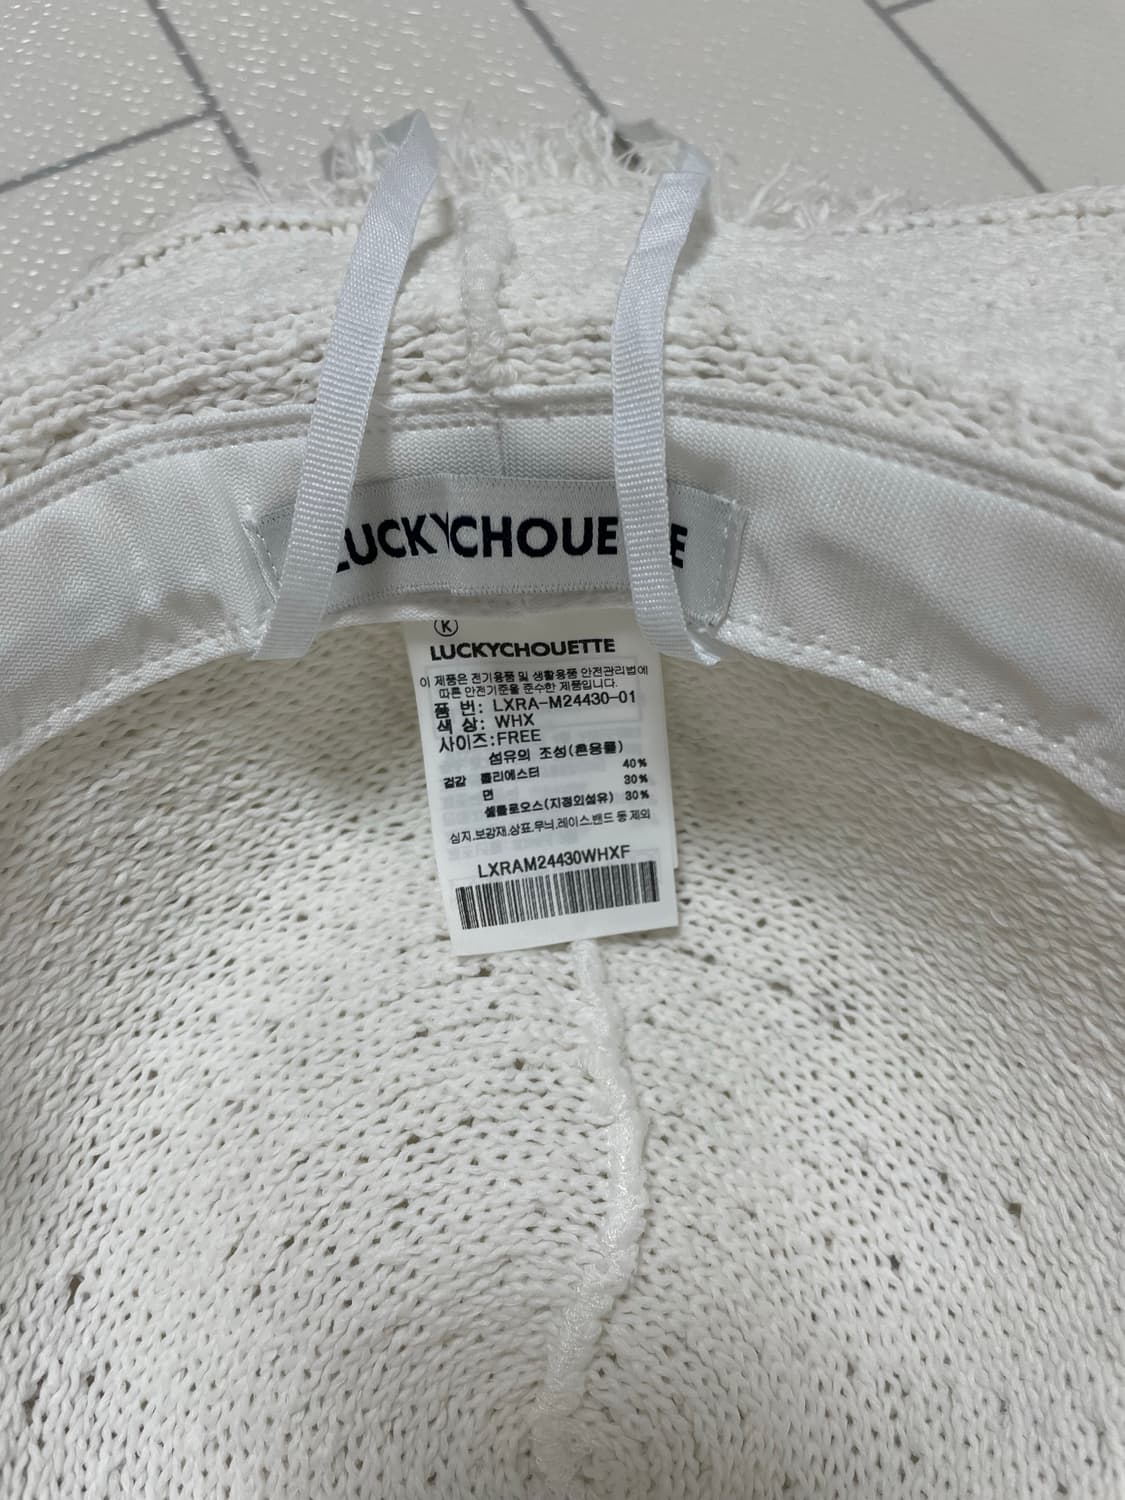 LUCKYCHOUETTE
Ⓚ
LUCKYCHOUETTE
이 제품은 전기용품 및 생활용품 안전관리법에
따른 안전기준을 준수한 제품입니다.
품 번: LXRA-M24430-01
색 상: WHX
사이즈:FREE
섬유의 조성(혼용률)
40%
겉감 폴리에스터 30%
면
셀룰로오스(지정외섬유) 30%
심지,보강재,상표,무늬,레이스,밴드 등 제외
LXRAM24430WHXF